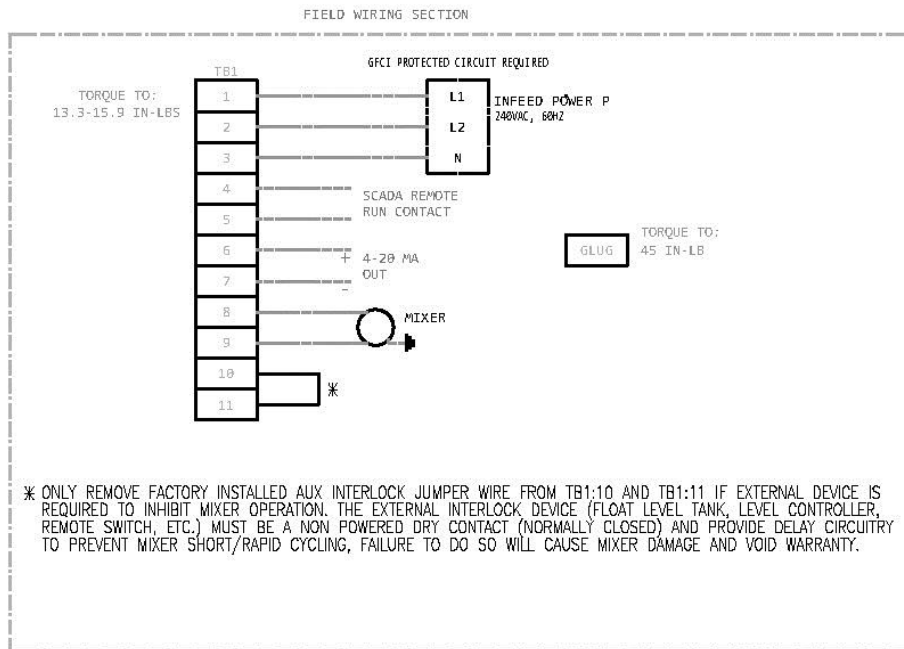 FIELD WIRING SECTION
GFCI PROTECTED CIRCUIT REQUIRED
TB1
TORQUE TO:
13.3-15.9 IN-LBS
1
2
3
4
5
6
7
8
9
10
11
L1
L2
N
INFEED POWER P
240VAC, 60HZ
SCADA REMOTE
RUN CONTACT
+ 4-20 MA
OUT
-
MIXER
*
GLUG
TORQUE TO:
45 IN-LB
* ONLY REMOVE FACTORY INSTALLED AUX INTERLOCK JUMPER WIRE FROM TB1:10 AND TB1:11 IF EXTERNAL DEVICE IS
REQUIRED TO INHIBIT MIXER OPERATION. THE EXTERNAL INTERLOCK DEVICE (FLOAT LEVEL TANK, LEVEL CONTROLLER,
REMOTE SWITCH, ETC.) MUST BE A NON POWERED DRY CONTACT (NORMALLY CLOSED) AND PROVIDE DELAY CIRCUITRY
TO PREVENT MIXER SHORT/RAPID CYCLING, FAILURE TO DO SO WILL CAUSE MIXER DAMAGE AND VOID WARRANTY.